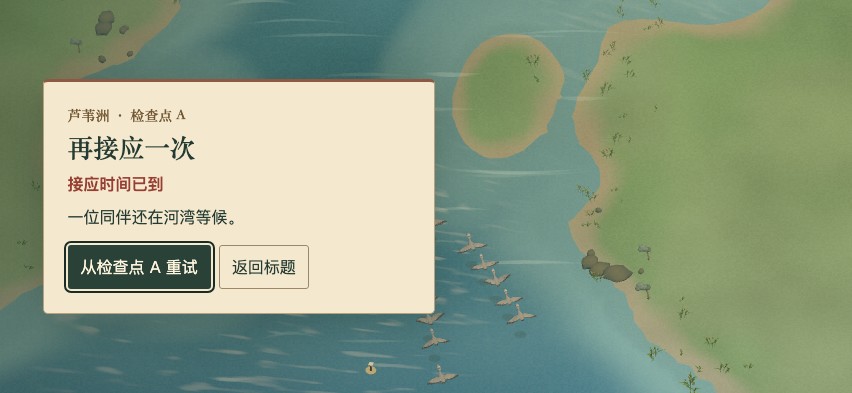 芦苇洲 · 检查点 A
再接应一次
接应时间已到
一位同伴还在河湾等候。
从检查点 A 重试
返回标题